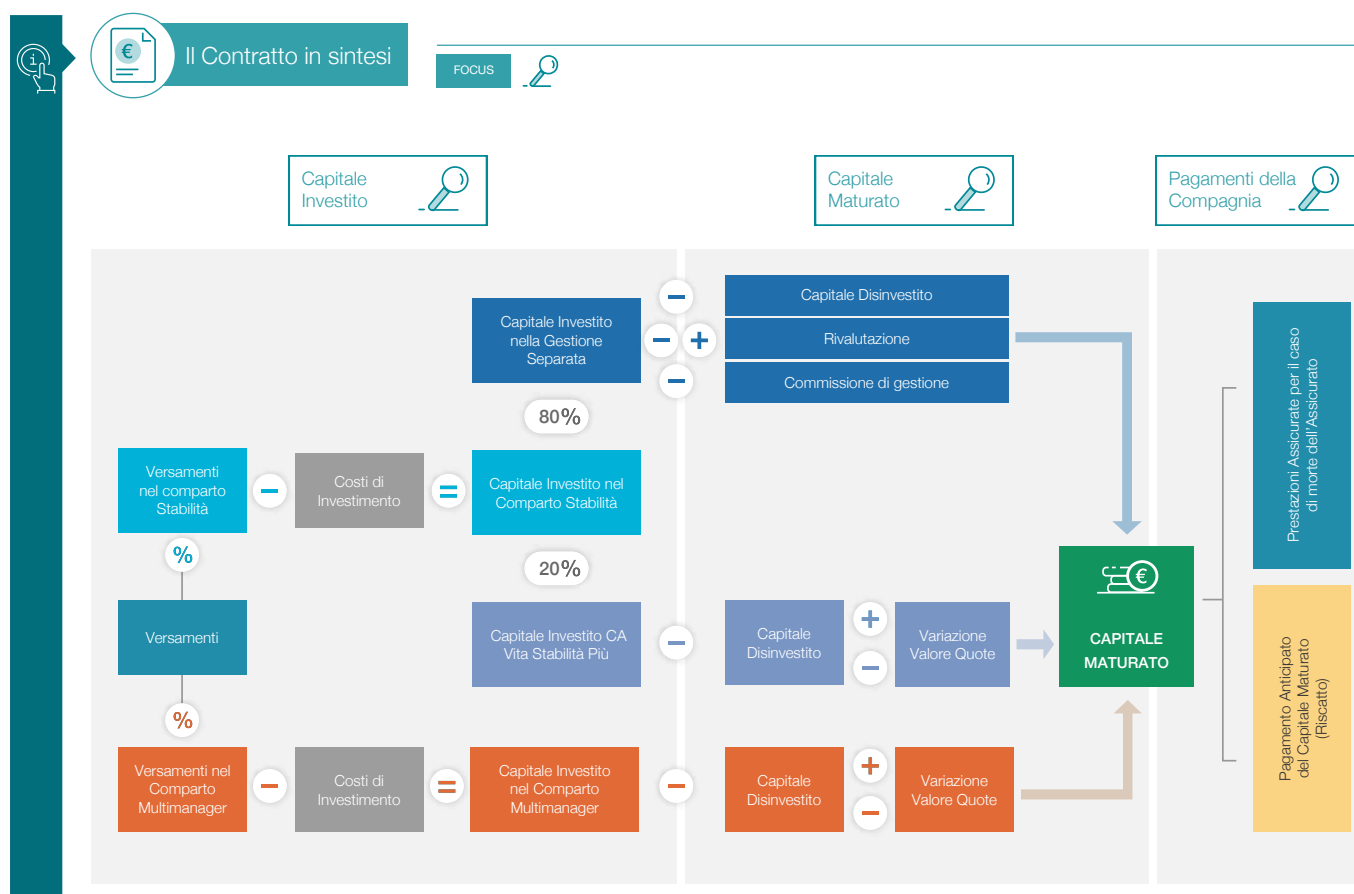 Il Contratto in sintesi
FOCUS
Capitale
Investito
Capitale
Maturato
Pagamenti della
Compagnia
Capitale Investito
nella Gestione
Separata
−
−
+
−
Capitale Disinvestito
Rivalutazione
Commissione di gestione
80%
Versamenti
nel comparto
Stabilità
−
Costi di
Investimento
=
Capitale Investito nel
Comparto Stabilità
%
20%
Versamenti
Capitale Investito CA
Vita Stabilità Più
−
Capitale
Disinvestito
+
−
Variazione
Valore Quote
€
CAPITALE
MATURATO
%
Versamenti nel
Comparto
Multimanager
−
Costi di
Investimento
=
Capitale Investito
nel Comparto
Multimanager
−
Capitale
Disinvestito
+
−
Variazione
Valore Quote
Prestazioni Assicurate per il caso
di morte dell'Assicurato
Pagamento Anticipato
del Capitale Maturato
(Riscatto)